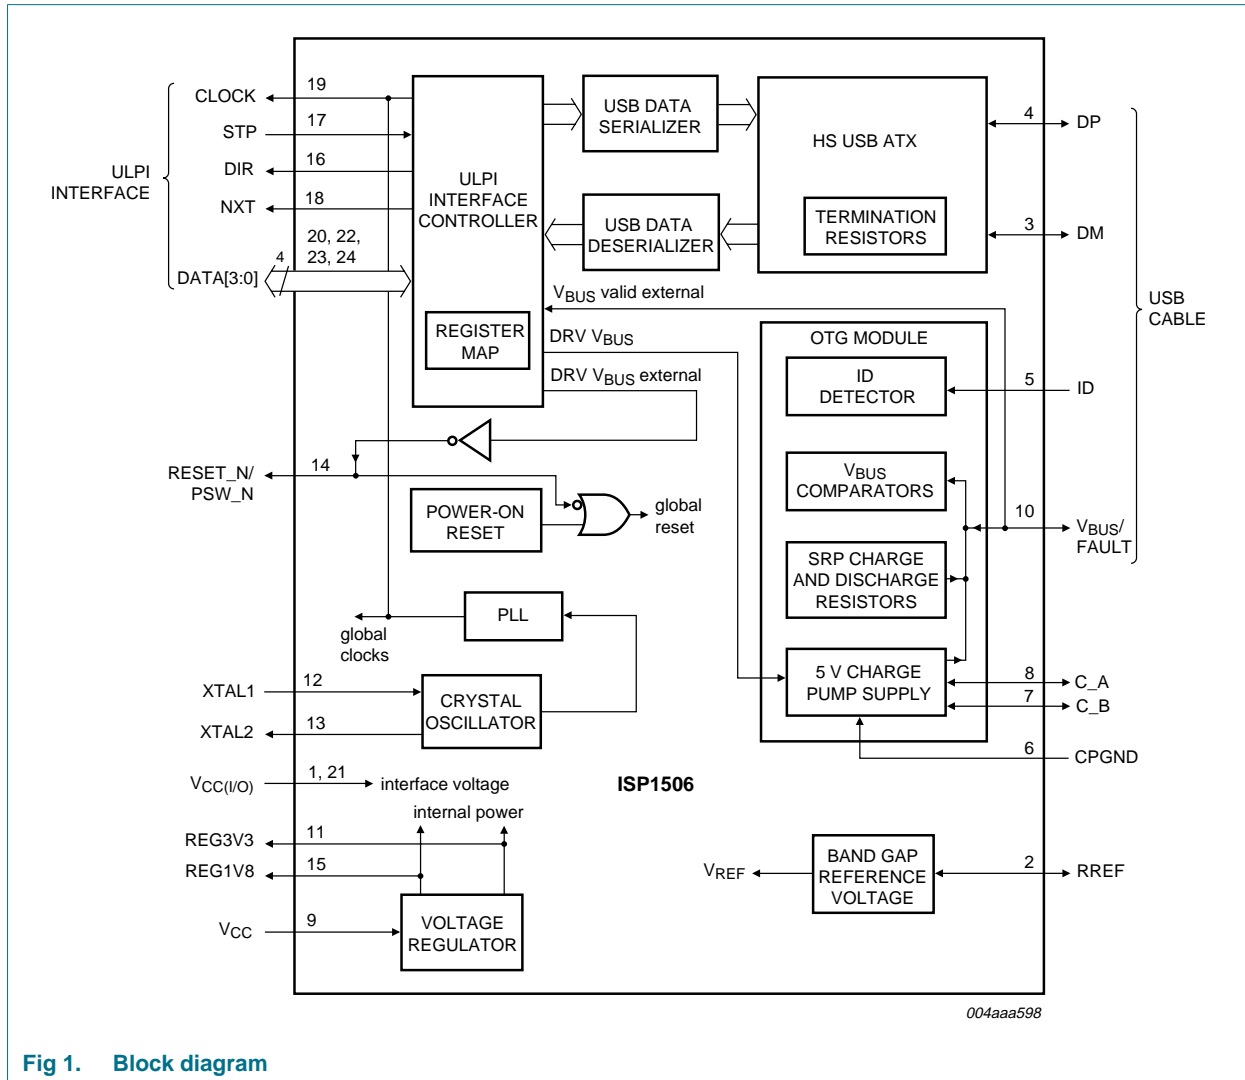 CLOCK
19
STP
17
DIR
16
NXT
18
DATA[3:0]
4
20, 22,
23, 24
ULPI
INTERFACE
ULPI
INTERFACE
CONTROLLER
REGISTER
MAP
USB DATA
SERIALIZER
USB DATA
DESERIALIZER
HS USB ATX
TERMINATION
RESISTORS
4
DP
3
DM
USB
CABLE
VBUS valid external
DRV VBUS
DRV VBUS external
OTG MODULE
ID
DETECTOR
5
ID
VBUS
COMPARATORS
10
VBUS/
FAULT
SRP CHARGE
AND DISCHARGE
RESISTORS
5 V CHARGE
PUMP SUPPLY
8
C_A
7
C_B
6
CPGND
RESET_N/
PSW_N
14
POWER-ON
RESET
global
reset
PLL
global
clocks
XTAL1
12
XTAL2
13
CRYSTAL
OSCILLATOR
VCC(I/O)
1, 21
interface voltage
ISP1506
internal power
REG3V3
11
REG1V8
15
VCC
9
VOLTAGE
REGULATOR
VREF
BAND GAP
REFERENCE
VOLTAGE
2
RREF
004aaa598
Fig 1. Block diagram